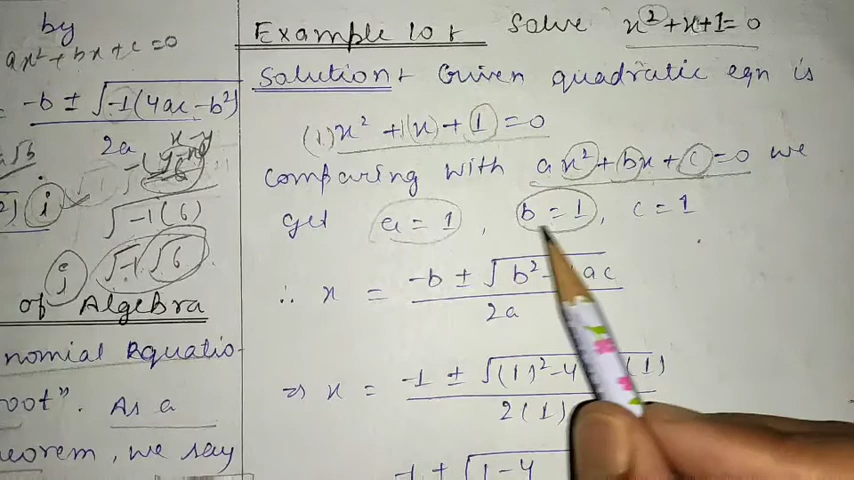 by
ax² + bx + c = 0
-b ± √-1(4ac - b²)
2a
x - y
√-1(6)
√-1 √6
i
i
of Algebra
nomial Equatio
oot". As a
eorem, we say
Example 10:
Solve x² + x + 1 = 0
Solution: Given quadratic eqn is
(1)x² + 1(x) + 1 = 0
comparing with ax² + bx + c = 0 we
get a = 1, b = 1, c = 1
∴ x = -b ± √b² - 4ac
2a
⇒ x = -1 ± √(1)² - 4 (1)
2(1)
-1 ± √1 - 4